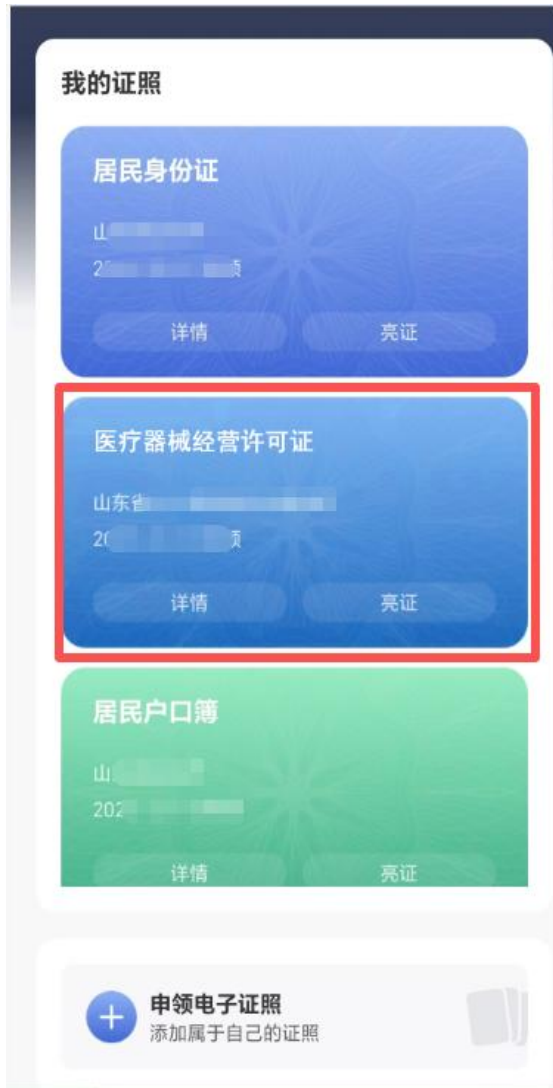 我的证照
居民身份证
山
2
详情 亮证
医疗器械经营许可证
山东省
20
详情 亮证
居民户口簿
山
202
详情 亮证
申领电子证照
添加属于自己的证照